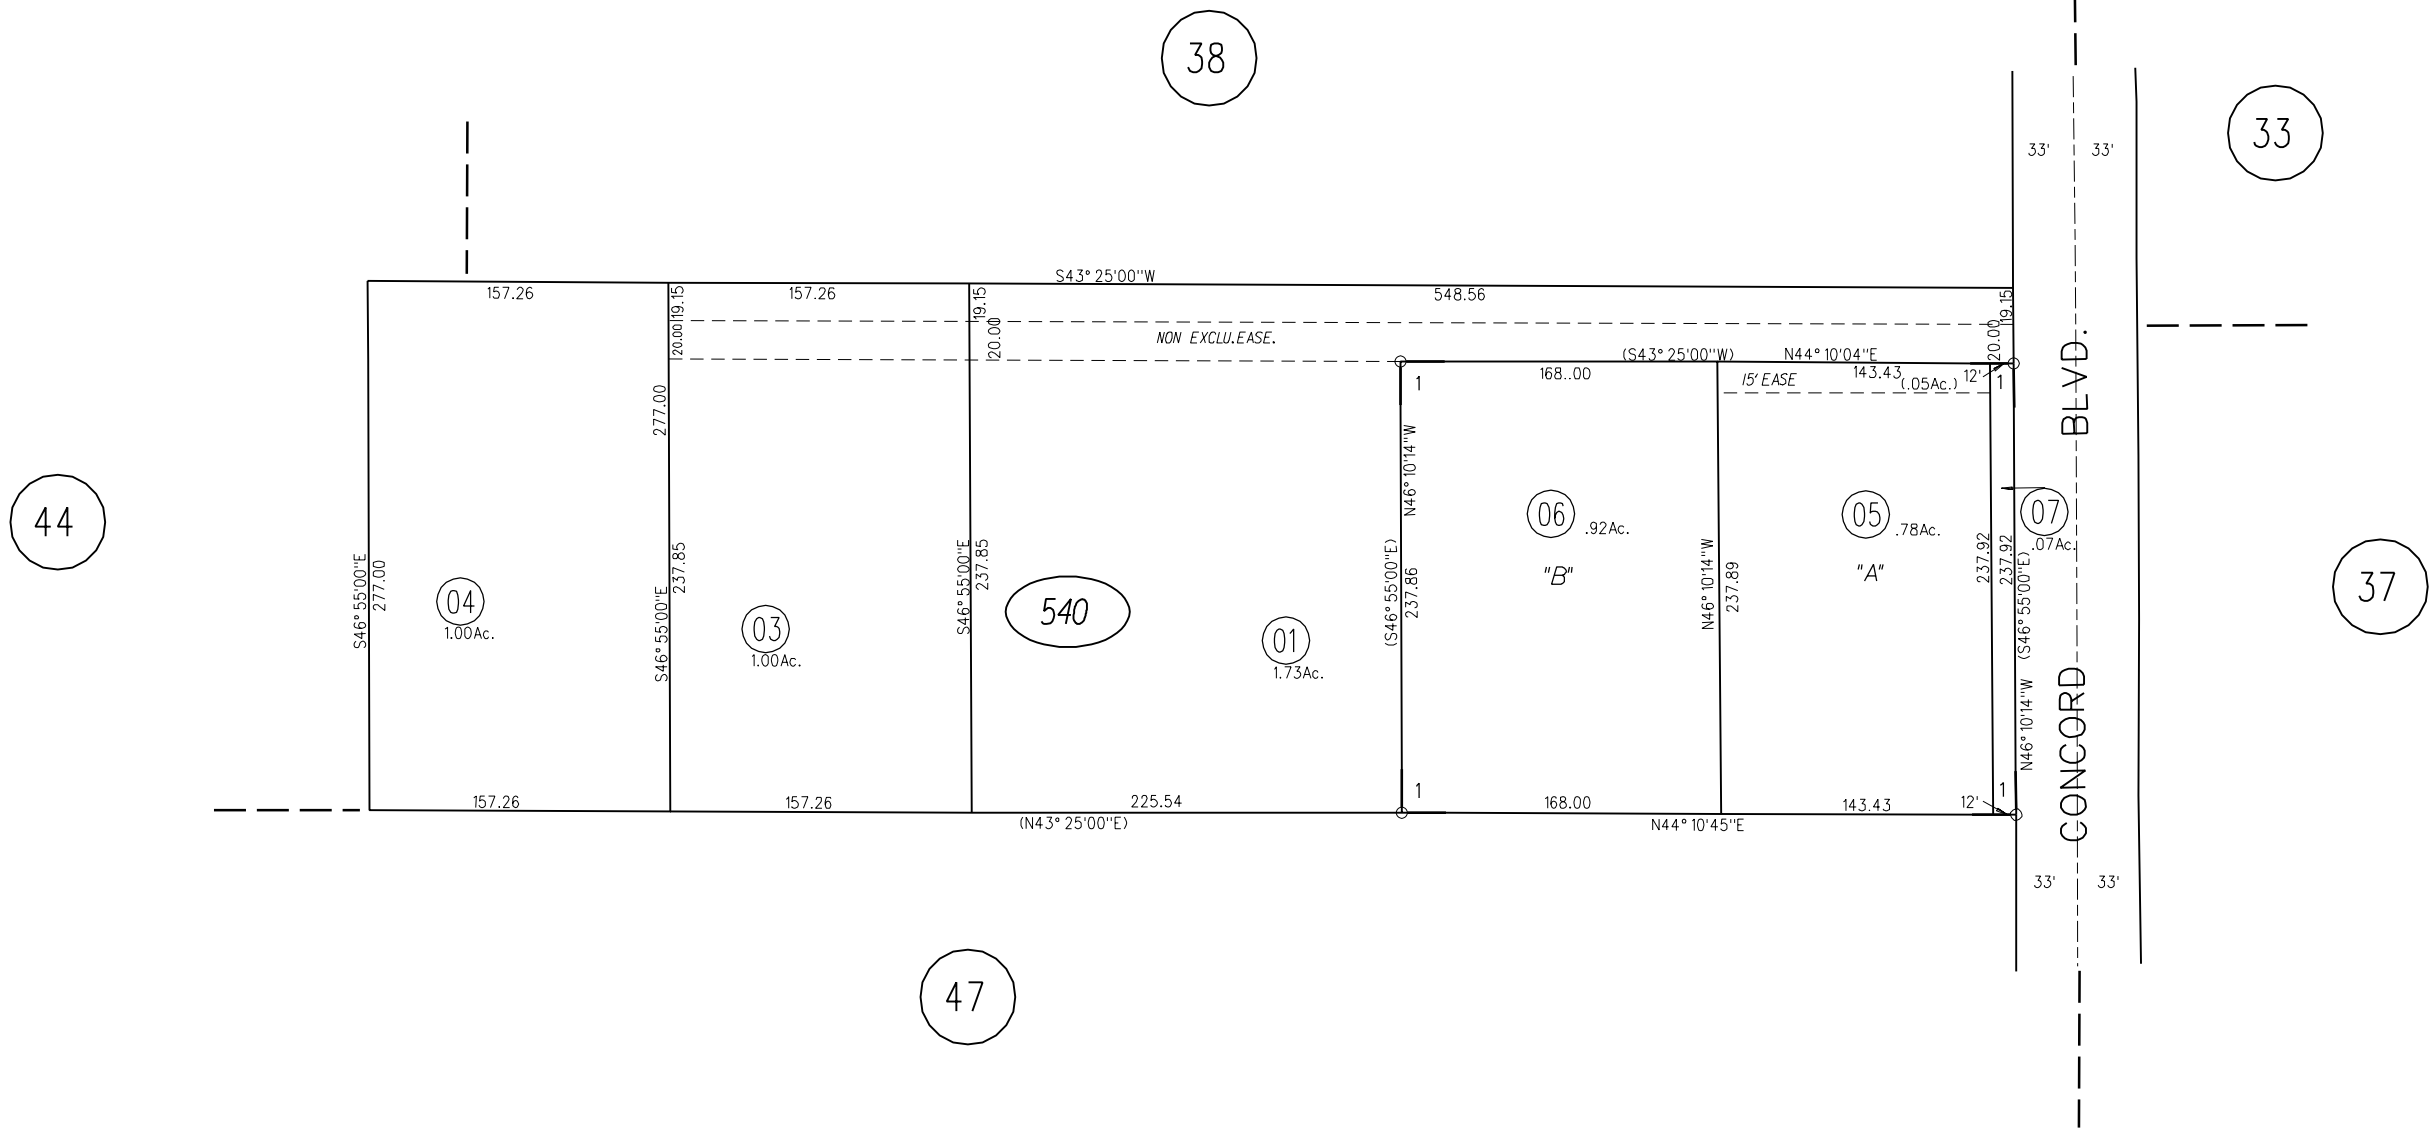 38
33
33'
33'
S43°25'00"W
157.26
157.26
548.56
19.15
19.15
19.15
20.00
20.00
20.00
NON EXCLU.EASE.
(S43°25'00"W)
N44°10'04"E
168..00
15' EASE
143.43
(.05Ac.)
12'
1
1
BLVD.
277.00
N46°10'14"W
44
S46°55'00"E
277.00
04
1.00Ac.
S46°55'00"E
237.85
03
1.00Ac.
S46°55'00"E
237.85
540
01
1.73Ac.
(S46°55'00"E)
237.86
06
.92Ac.
"B"
N46°10'14"W
237.89
05
.78Ac.
"A"
237.92
237.92
07
.07Ac.
(S46°55'00"E)
N46°10'14"W
37
CONCORD
1
1
12'
157.26
157.26
225.54
168.00
143.43
(N43°25'00"E)
N44°10'45"E
33'
33'
47